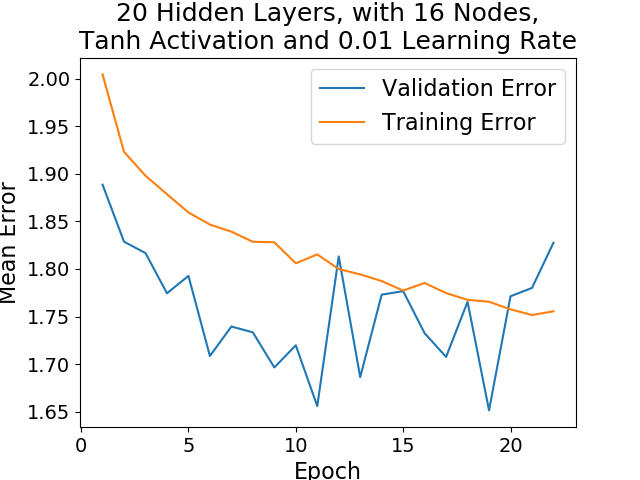 20 Hidden Layers, with 16 Nodes,
Tanh Activation and 0.01 Learning Rate
Validation Error
Training Error
Mean Error
2.00
1.95
1.90
1.85
1.80
1.75
1.70
1.65
0 5 10 15 20
Epoch